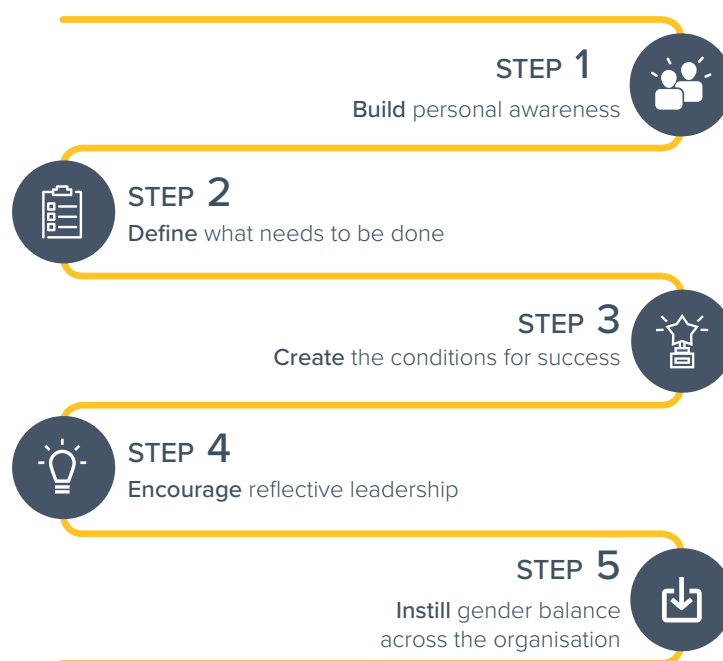 STEP 1
Build personal awareness
STEP 2
Define what needs to be done
STEP 3
Create the conditions for success
STEP 4
Encourage reflective leadership
STEP 5
Instill gender balance
across the organisation